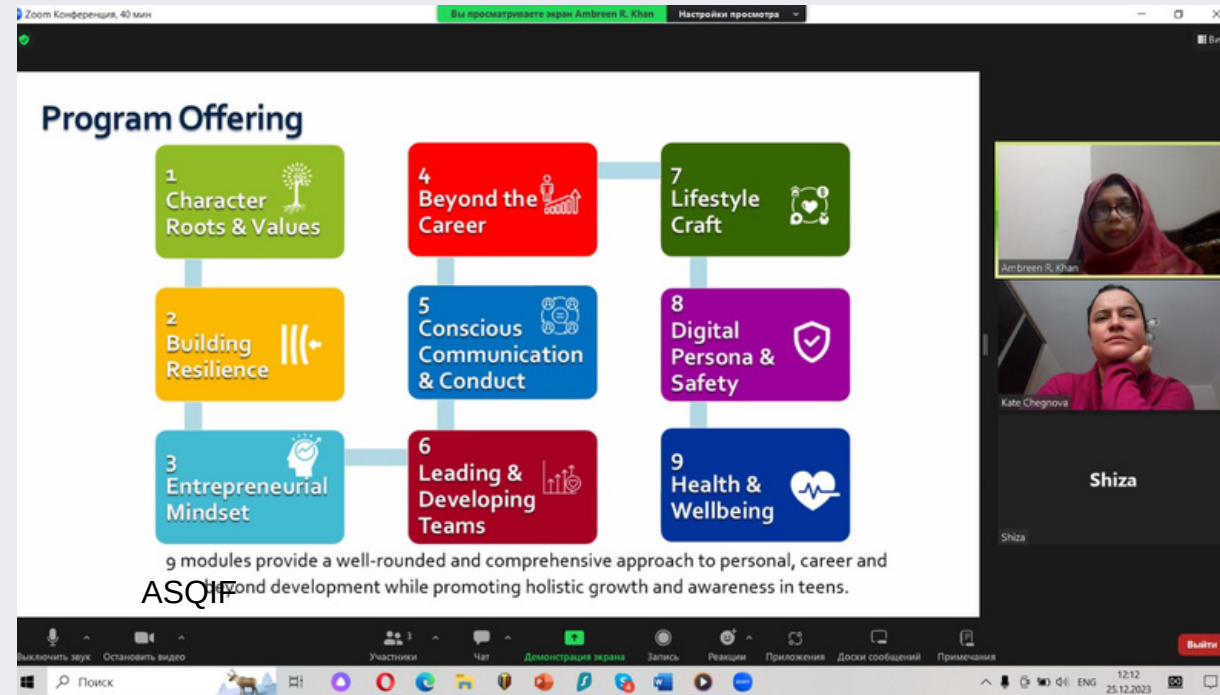 Zoom Конференция, 40 мин
Вы просматриваете экран Ambreen R. Khan
Настройки просмотра
Program Offering
1
Character
Roots & Values
2
Building
Resilience
3
Entrepreneurial
Mindset
4
Beyond the
Career
5
Conscious
Communication
& Conduct
6
Leading &
Developing
Teams
7
Lifestyle
Craft
8
Digital
Persona &
Safety
9
Health &
Wellbeing
9 modules provide a well-rounded and comprehensive approach to personal, career and
beyond development while promoting holistic growth and awareness in teens.
ASQIF
Ambreen R. Khan
Kate Chegnova
Shiza
Shiza
Выключить звук
Остановить видео
Участники
3
Чат
Демонстрация экрана
Запись
Реакции
Приложения
Доски сообщений
Примечания
Выйти
Поиск
ENG
12:12
25.12.2023